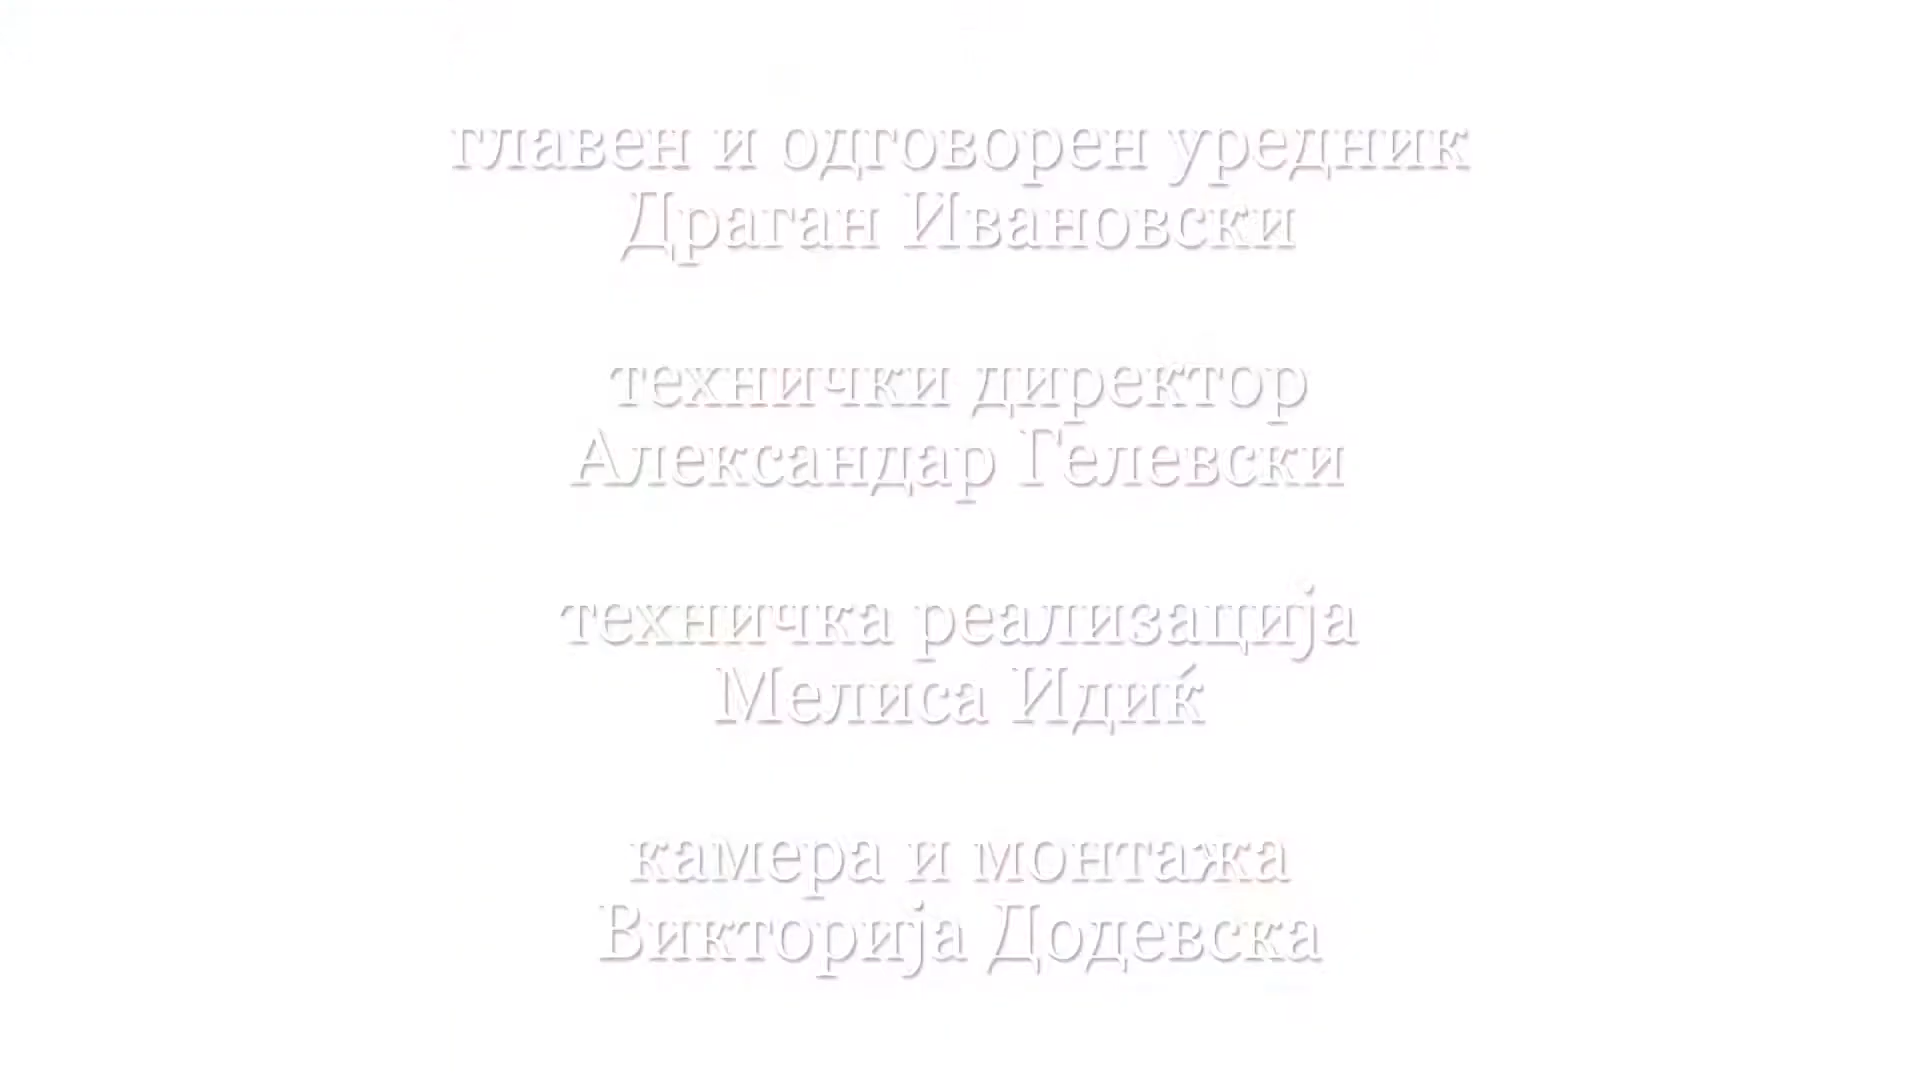 главен и одговорен уредник
Драган Ивановски
технички директор
Александар Гелевски
техничка реализација
Мелиса Идиќ
камера и монтажа
Викторија Додевска